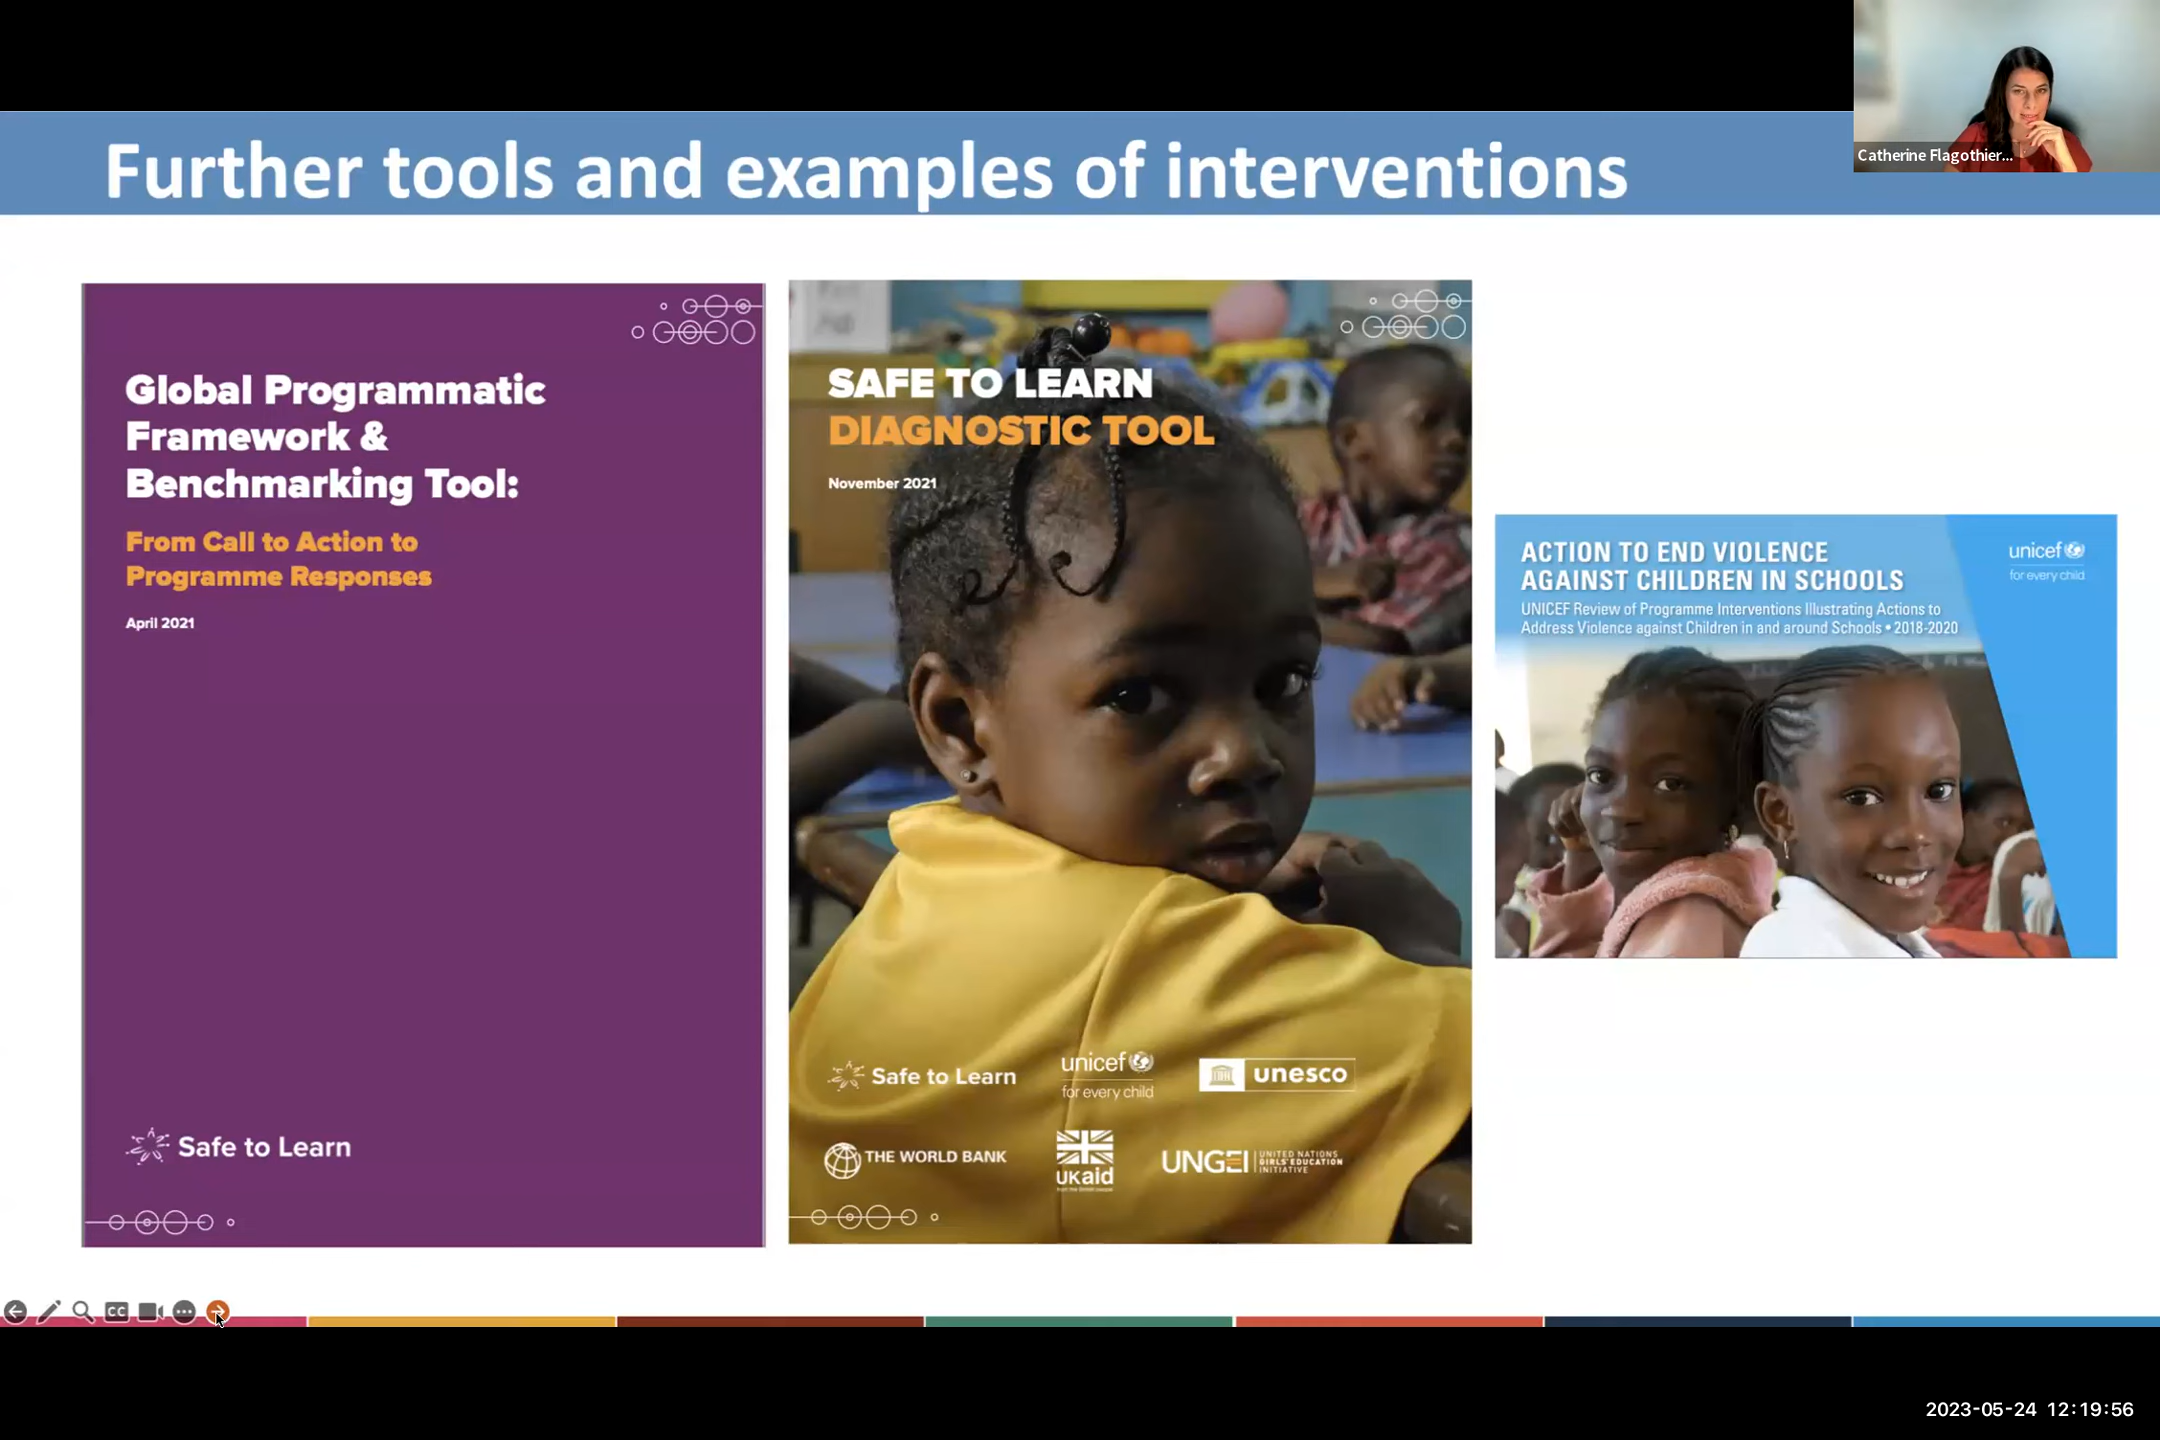 Catherine Flagothier...
Further tools and examples of interventions
Global Programmatic
Framework &
Benchmarking Tool:
From Call to Action to
Programme Responses
April 2021
Safe to Learn
SAFE TO LEARN
DIAGNOSTIC TOOL
November 2021
Safe to Learn
unicef
for every child
unesco
THE WORLD BANK
UKaid
UNGEI
UNITED NATIONS
GIRLS' EDUCATION
INITIATIVE
ACTION TO END VIOLENCE
AGAINST CHILDREN IN SCHOOLS
UNICEF Review of Programme Interventions Illustrating Actions to
Address Violence against Children in and around Schools • 2018-2020
unicef
for every child
CC
2023-05-24 12:19:56